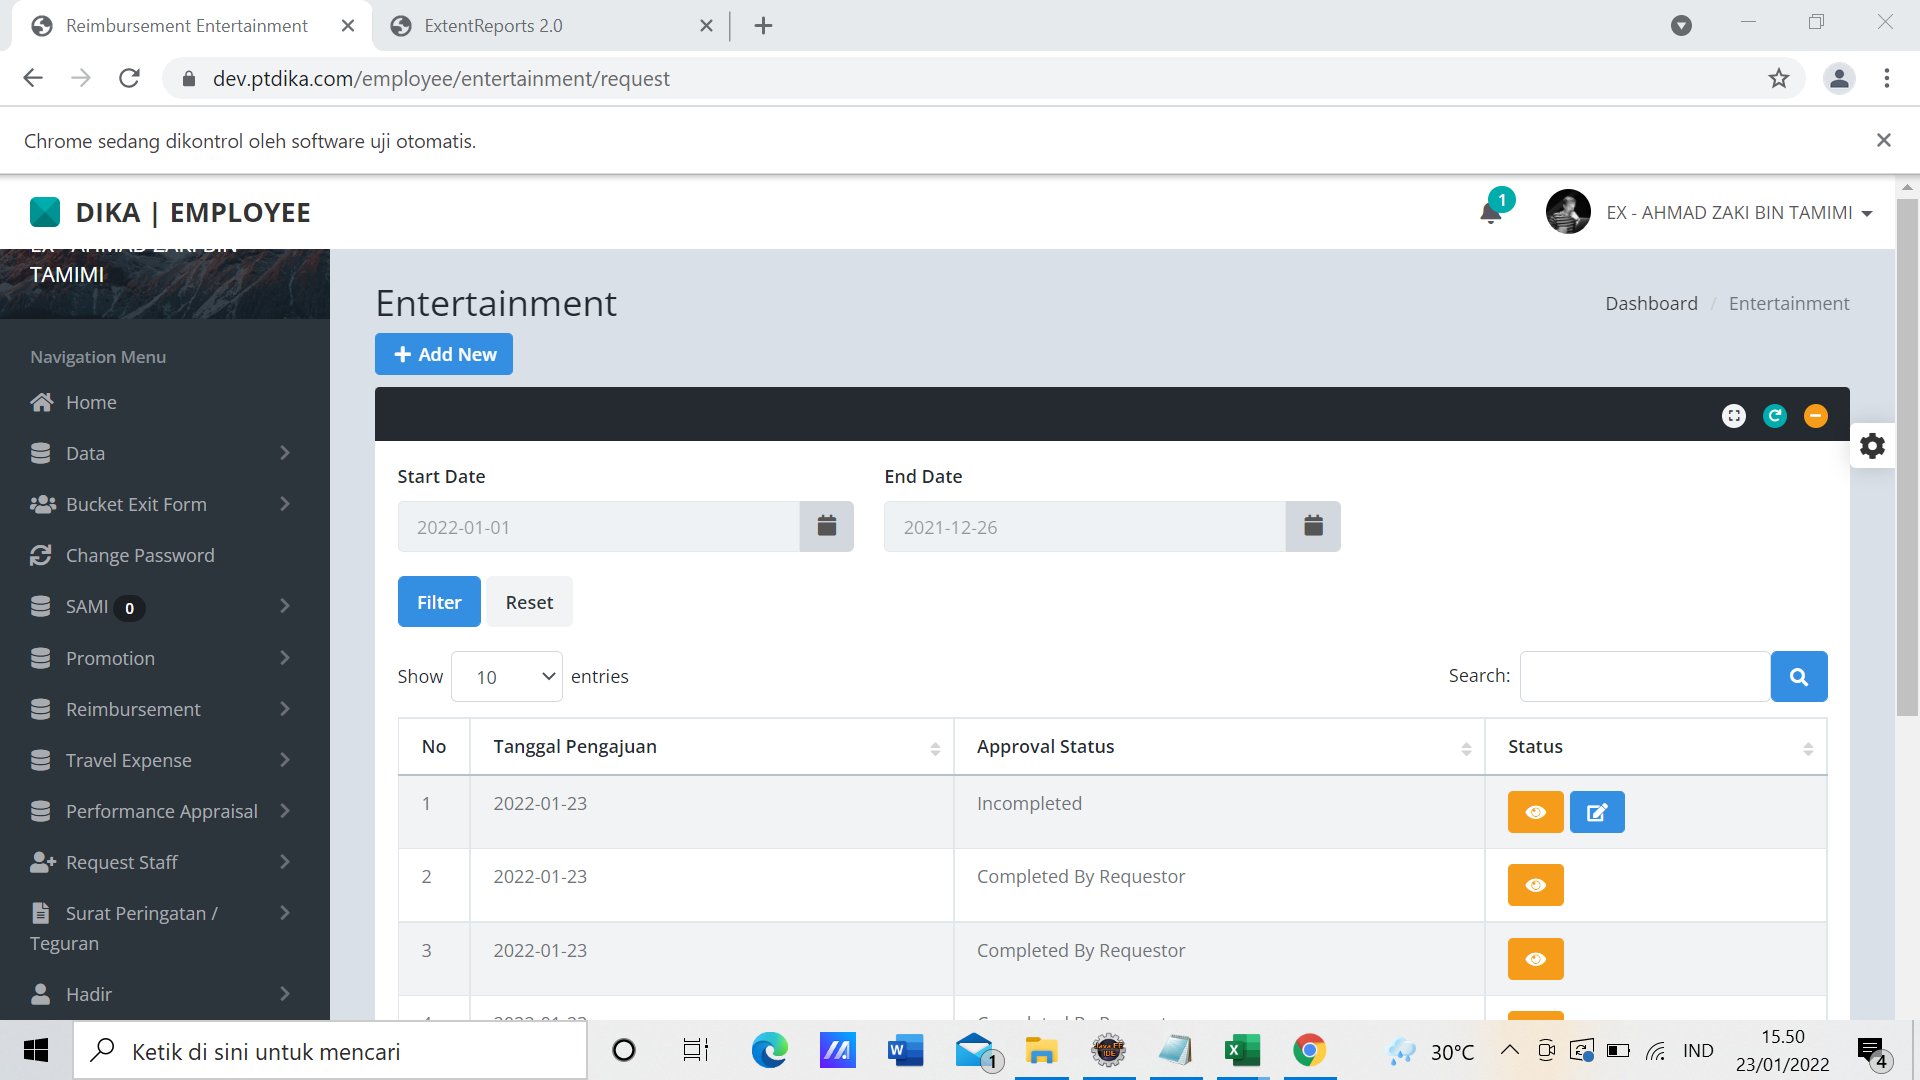 Reimbursement Entertainment
ExtentReports 2.0
dev.ptdika.com/employee/entertainment/request
Chrome sedang dikontrol oleh software uji otomatis.
DIKA | EMPLOYEE
1
EX - AHMAD ZAKI BIN TAMIMI
EX - AHMAD ZAKI BIN
TAMIMI
Navigation Menu
Home
Data
Bucket Exit Form
Change Password
SAMI 0
Promotion
Reimbursement
Travel Expense
Performance Appraisal
Request Staff
Surat Peringatan /
Teguran
Hadir
Entertainment
Dashboard / Entertainment
Add New
Start Date
End Date
2022-01-01
2021-12-26
Filter
Reset
Show 10 entries
Search:
No Tanggal Pengajuan Approval Status Status
1 2022-01-23 Incompleted
2 2022-01-23 Completed By Requestor
3 2022-01-23 Completed By Requestor
Ketik di sini untuk mencari
1
30°C
IND
15.50
23/01/2022
4